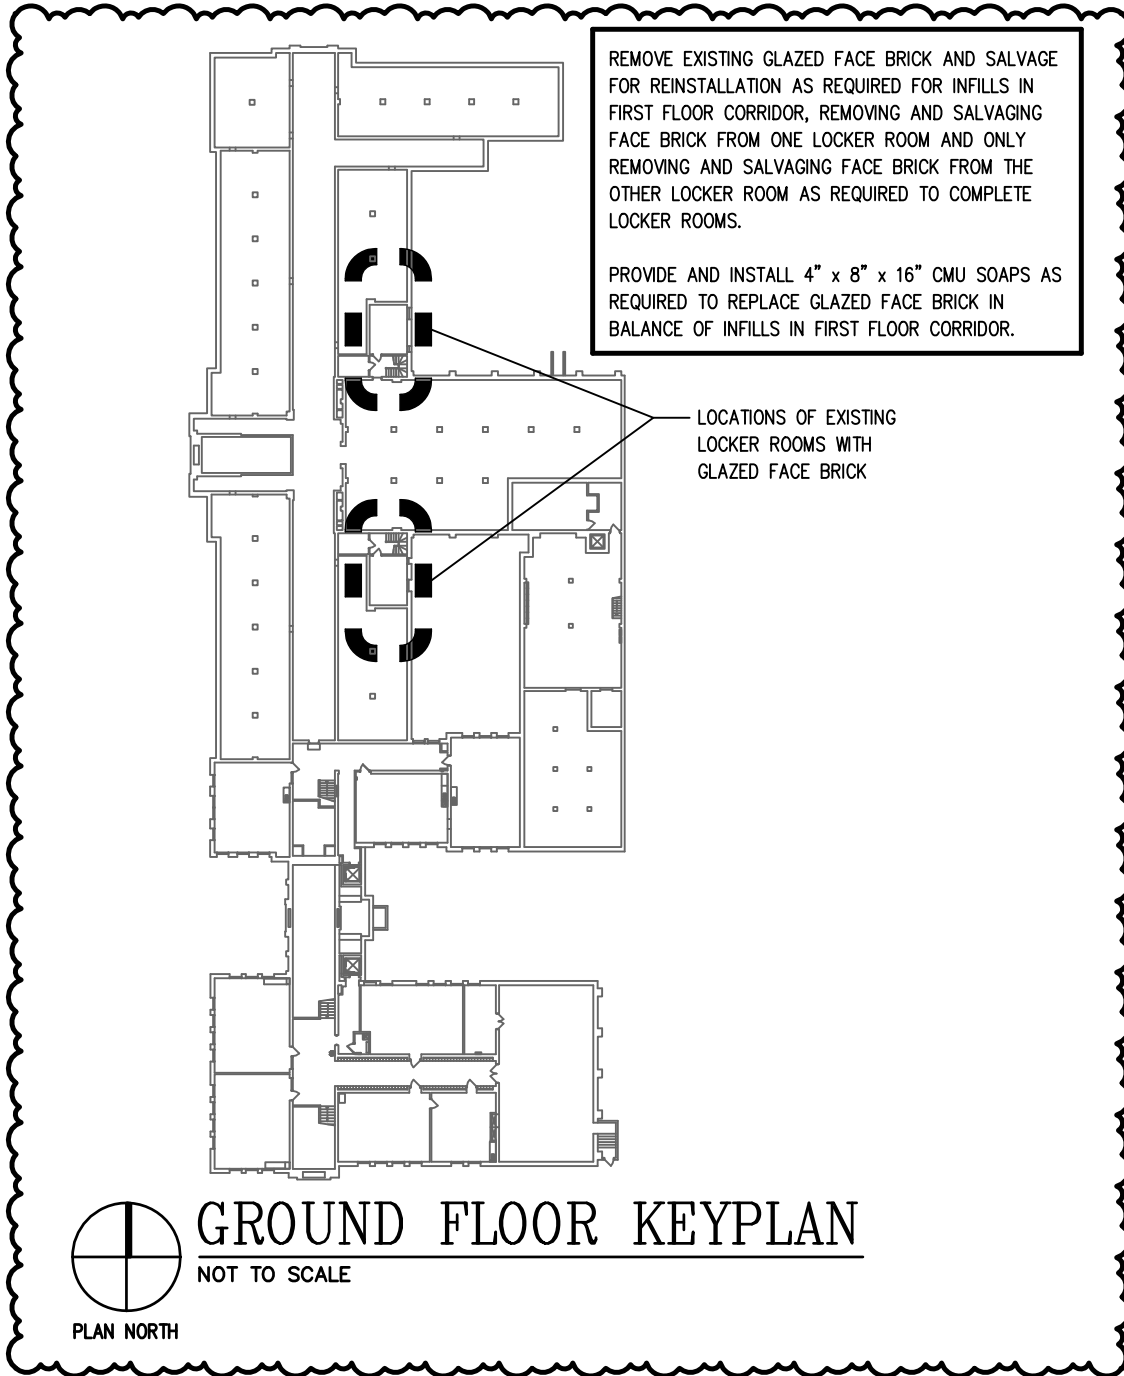 REMOVE EXISTING GLAZED FACE BRICK AND SALVAGE
FOR REINSTALLATION AS REQUIRED FOR INFILLS IN
FIRST FLOOR CORRIDOR, REMOVING AND SALVAGING
FACE BRICK FROM ONE LOCKER ROOM AND ONLY
REMOVING AND SALVAGING FACE BRICK FROM THE
OTHER LOCKER ROOM AS REQUIRED TO COMPLETE
LOCKER ROOMS.
PROVIDE AND INSTALL 4" x 8" x 16" CMU SOAPS AS
REQUIRED TO REPLACE GLAZED FACE BRICK IN
BALANCE OF INFILLS IN FIRST FLOOR CORRIDOR.
LOCATIONS OF EXISTING
LOCKER ROOMS WITH
GLAZED FACE BRICK
GROUND FLOOR KEYPLAN
NOT TO SCALE
PLAN NORTH